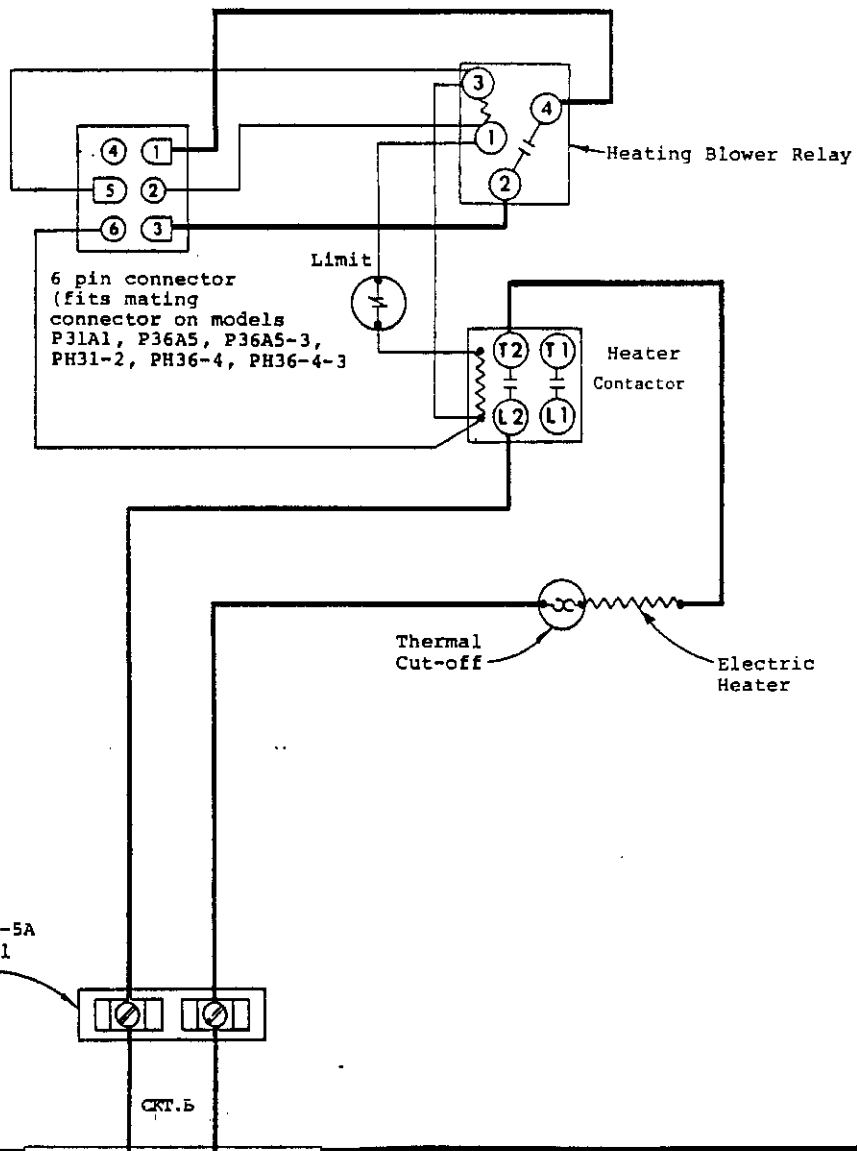 3
4
1
2
Heating Blower Relay
4 1
5 2
6 3
6 pin connector
(fits mating
connector on models
P31A1, P36A5, P36A5-3,
PH31-2, PH36-4, PH36-4-3
Limit
T2 T1
L2 L1
Heater
Contactor
Thermal
Cut-off
Electric
Heater
-5A
l
CKT.B